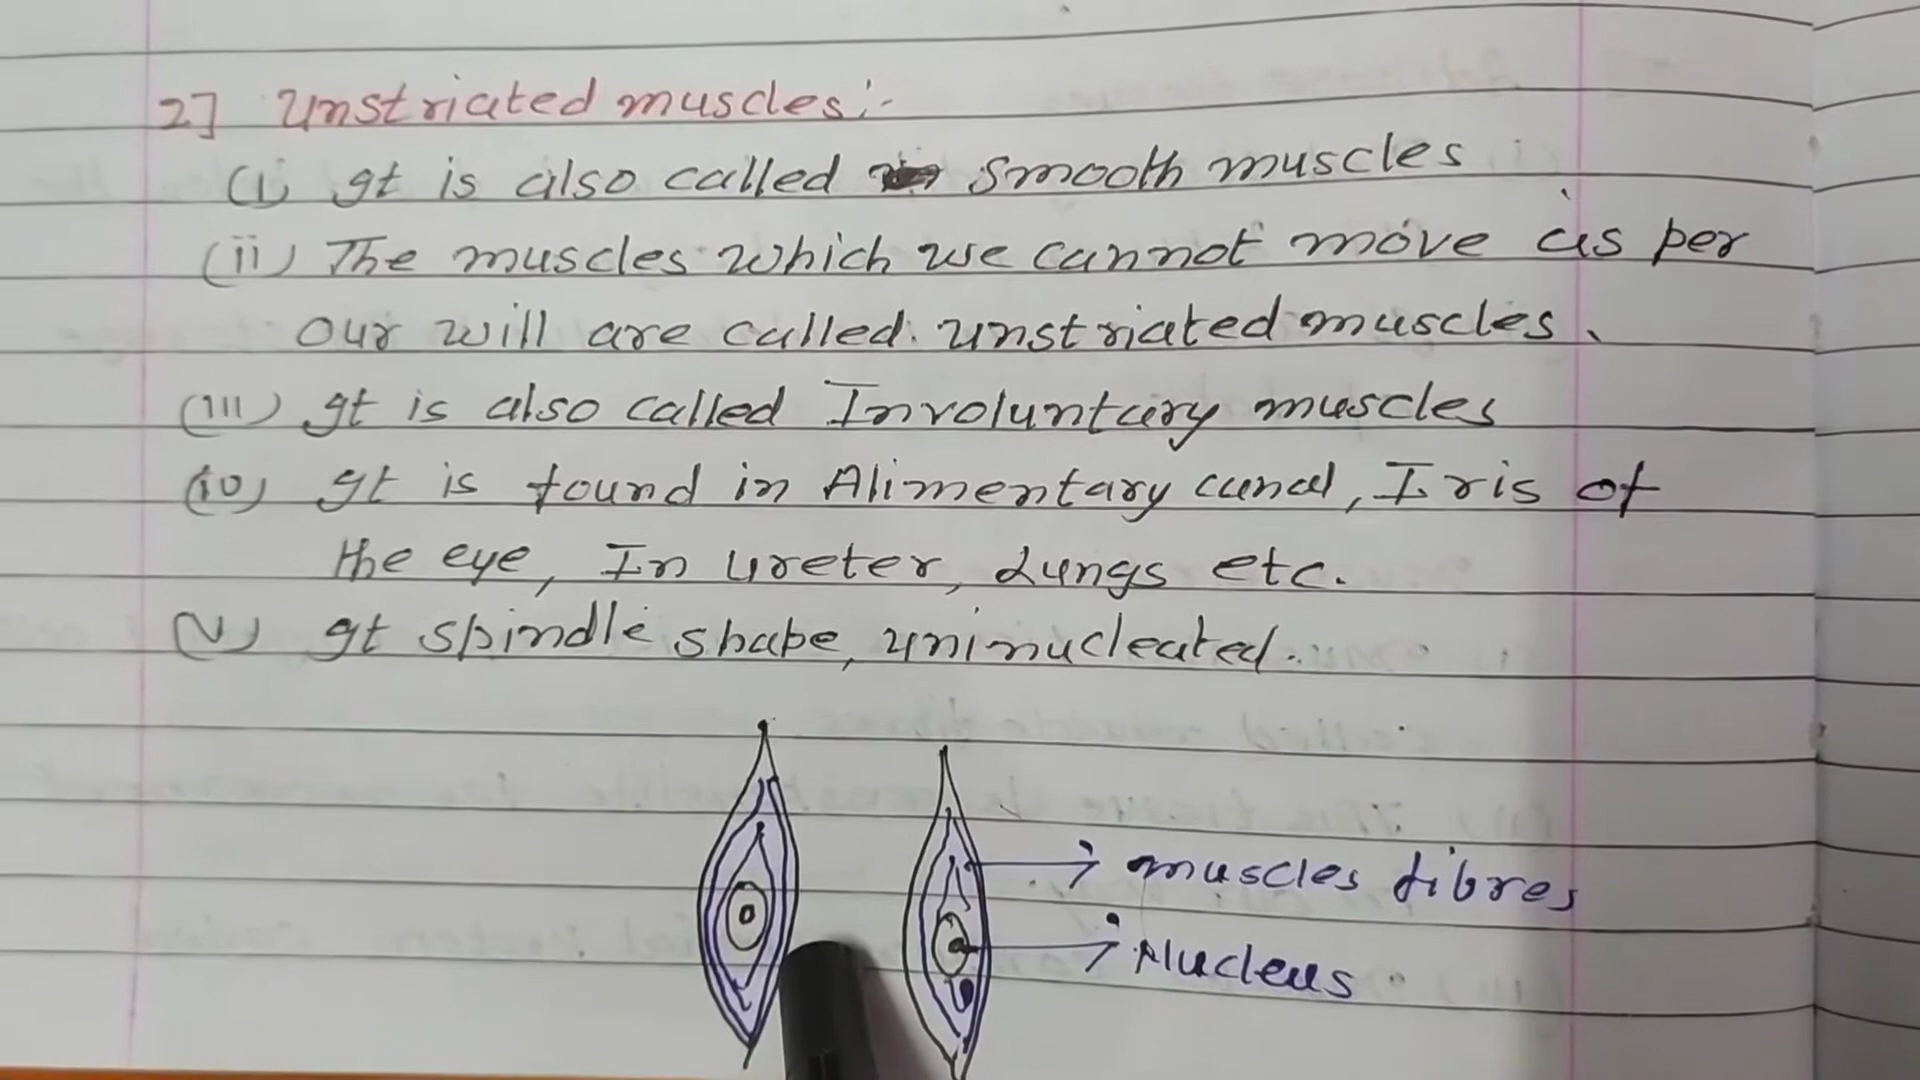 2] Unstriated muscles:-
(i) It is also called smooth muscles
(ii) The muscles which we cannot move as per
our will are called unstriated muscles.
(iii) It is also called Involuntary muscles
(iv) It is found in Alimentary canal, Iris of
the eye, In ureter, Lungs etc.
(v) It spindle shape, uninucleated.
muscles fibres
Nucleus